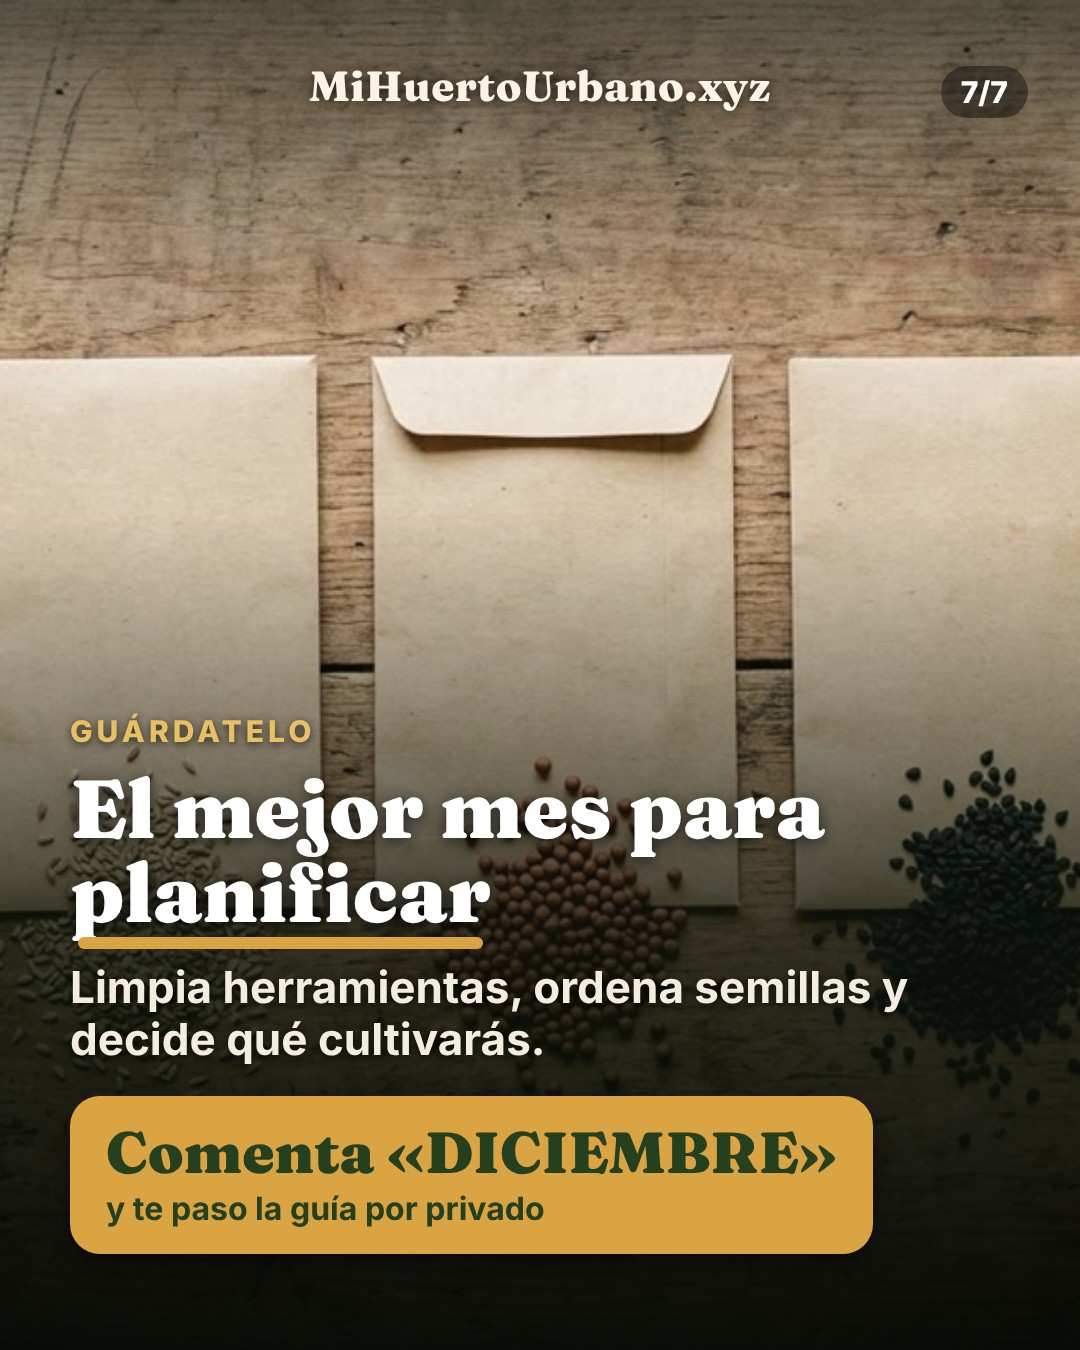 MiHuertoUrbano.xyz
7/7
GUÁRDATELO
El mejor mes para
planificar
Limpia herramientas, ordena semillas y
decide qué cultivarás.
Comenta «DICIEMBRE»
y te paso la guía por privado